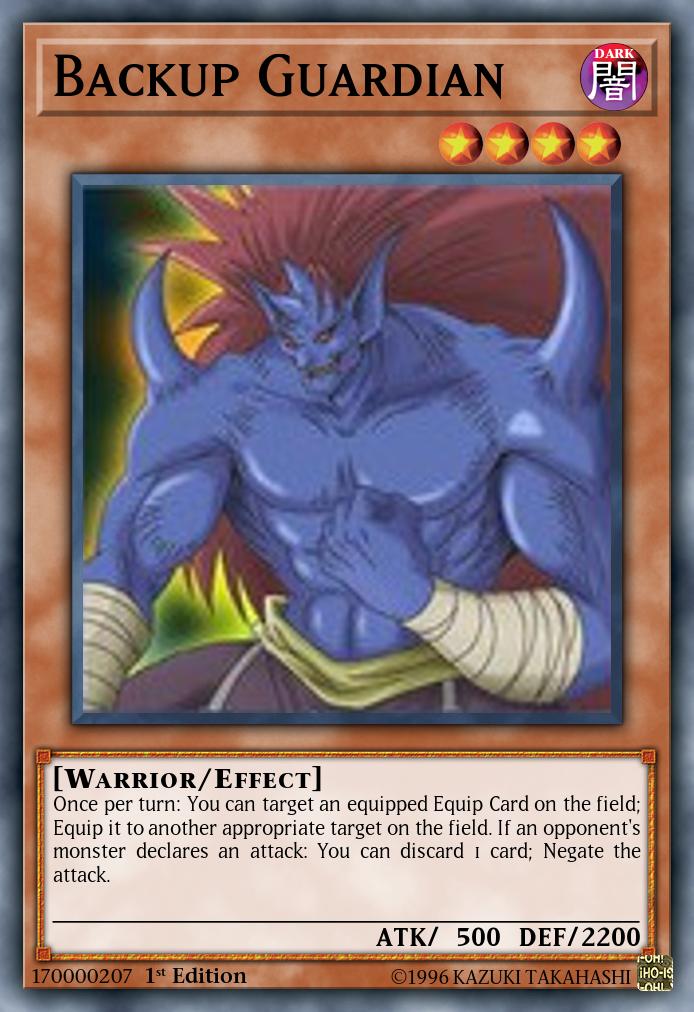 BACKUP GUARDIAN
DARK
闇
[WARRIOR/EFFECT]
Once per turn: You can target an equipped Equip Card on the field;
Equip it to another appropriate target on the field. If an opponent's
monster declares an attack: You can discard 1 card; Negate the
attack.
ATK/ 500 DEF/2200
170000207 1st Edition
©1996 KAZUKI TAKAHASHI